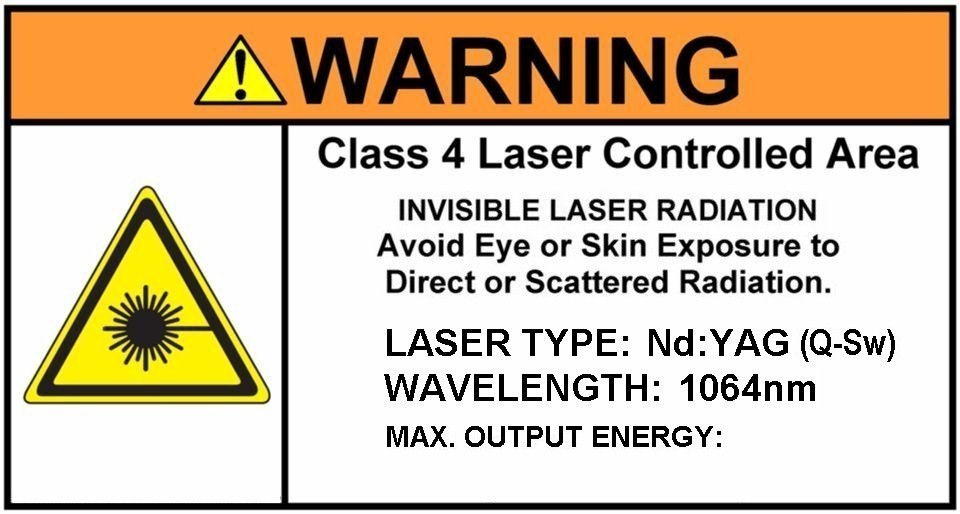 WARNING
Class 4 Laser Controlled Area
INVISIBLE LASER RADIATION
Avoid Eye or Skin Exposure to
Direct or Scattered Radiation.
LASER TYPE: Nd:YAG (Q-Sw)
WAVELENGTH: 1064nm
MAX. OUTPUT ENERGY: